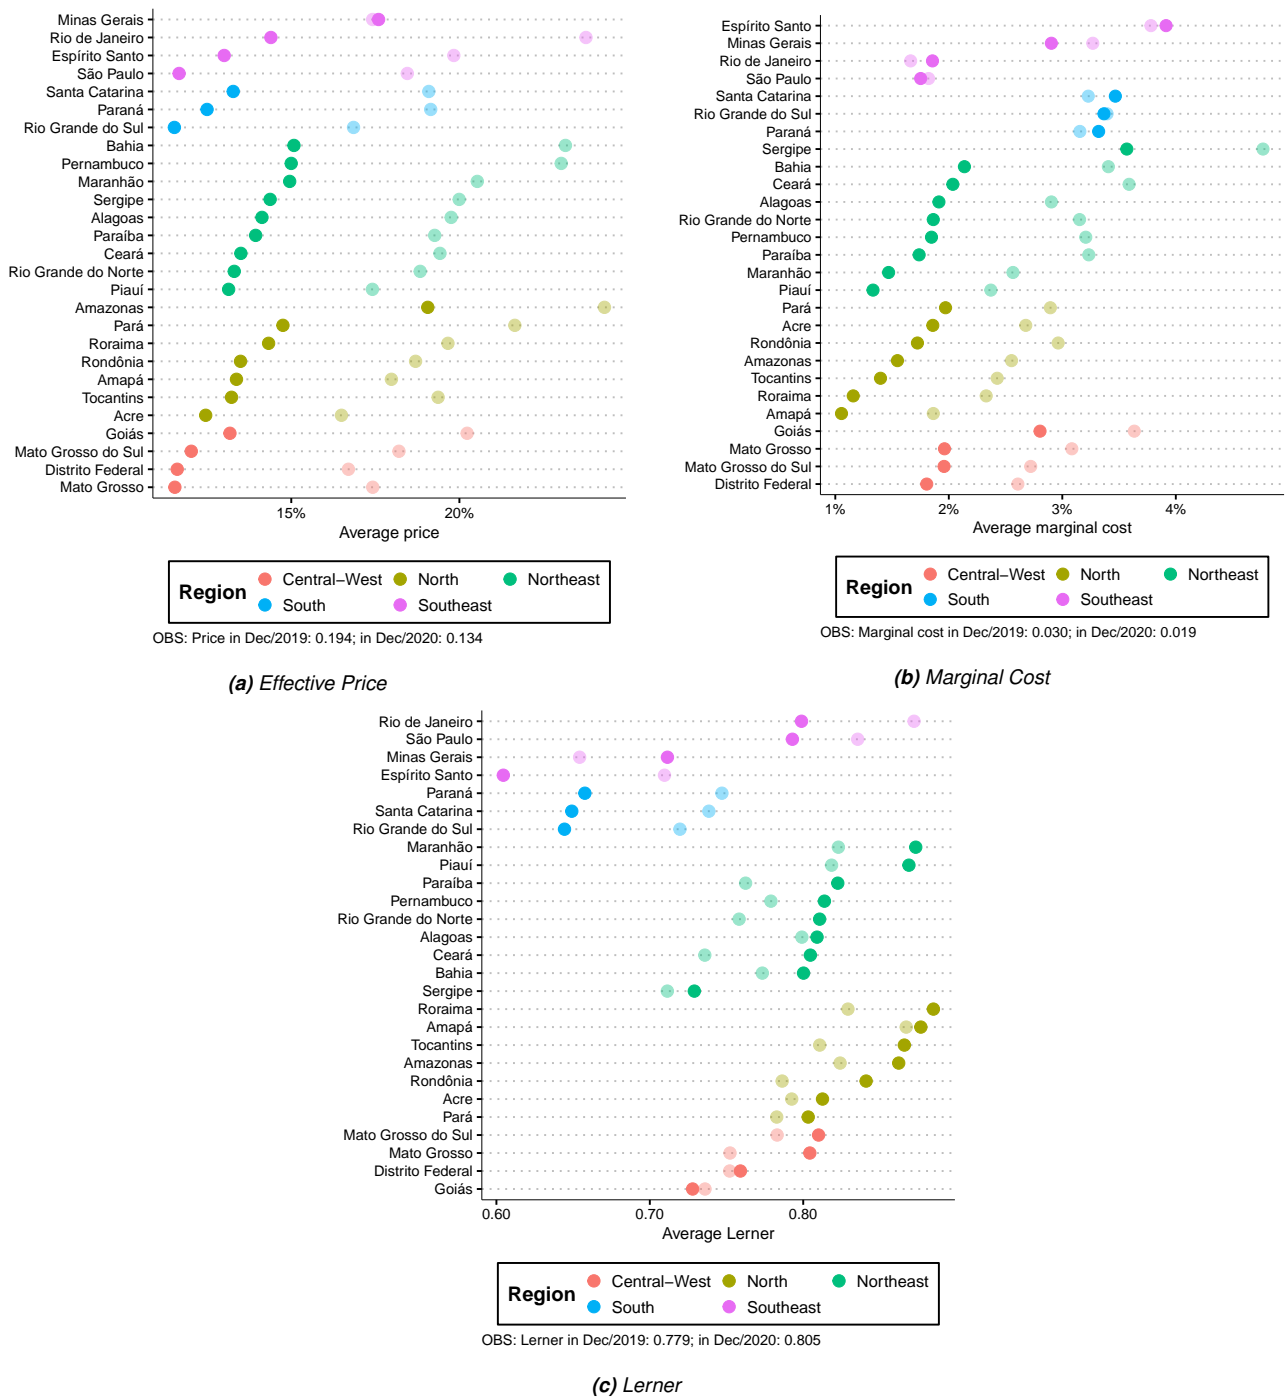 Minas Gerais
Rio de Janeiro
Espírito Santo
São Paulo
Santa Catarina
Paraná
Rio Grande do Sul
Bahia
Pernambuco
Maranhão
Sergipe
Alagoas
Paraíba
Ceará
Rio Grande do Norte
Piauí
Amazonas
Pará
Roraima
Rondônia
Amapá
Tocantins
Acre
Goiás
Mato Grosso do Sul
Distrito Federal
Mato Grosso
15% 20%
Average price
Region Central−West North Northeast
South Southeast
OBS: Price in Dec/2019: 0.194; in Dec/2020: 0.134
(a) Effective Price
Espírito Santo
Minas Gerais
Rio de Janeiro
São Paulo
Santa Catarina
Rio Grande do Sul
Paraná
Sergipe
Bahia
Ceará
Alagoas
Rio Grande do Norte
Pernambuco
Paraíba
Maranhão
Piauí
Pará
Acre
Rondônia
Amazonas
Tocantins
Roraima
Amapá
Goiás
Mato Grosso
Mato Grosso do Sul
Distrito Federal
1% 2% 3% 4%
Average marginal cost
Region Central−West North Northeast
South Southeast
OBS: Marginal cost in Dec/2019: 0.030; in Dec/2020: 0.019
(b) Marginal Cost
Rio de Janeiro
São Paulo
Minas Gerais
Espírito Santo
Paraná
Santa Catarina
Rio Grande do Sul
Maranhão
Piauí
Paraíba
Pernambuco
Rio Grande do Norte
Alagoas
Ceará
Bahia
Sergipe
Roraima
Amapá
Tocantins
Amazonas
Rondônia
Acre
Pará
Mato Grosso do Sul
Mato Grosso
Distrito Federal
Goiás
0.60 0.70 0.80
Average Lerner
Region Central−West North Northeast
South Southeast
OBS: Lerner in Dec/2019: 0.779; in Dec/2020: 0.805
(c) Lerner